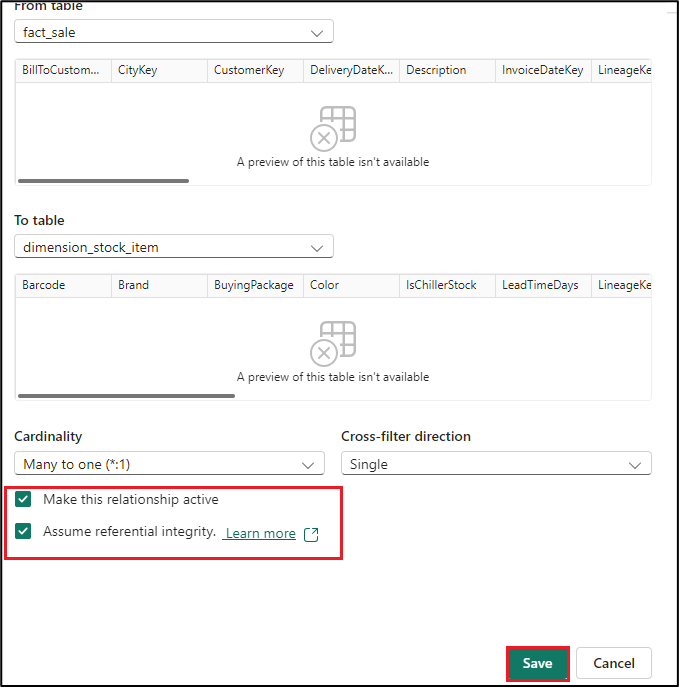 From table
fact_sale
BillToCustom... CityKey CustomerKey DeliveryDateK... Description InvoiceDateKey LineageKe
A preview of this table isn't available
To table
dimension_stock_item
Barcode Brand BuyingPackage Color IsChillerStock LeadTimeDays LineageKe
A preview of this table isn't available
Cardinality Cross-filter direction
Many to one (*:1) Single
Make this relationship active
Assume referential integrity. Learn more
Save Cancel